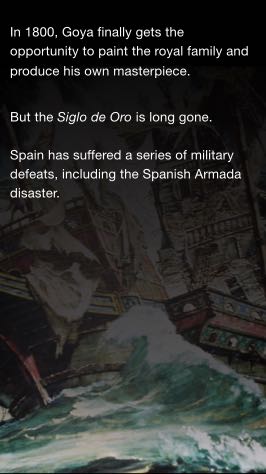 In 1800, Goya finally gets the
opportunity to paint the royal family and
produce his own masterpiece.
But the Siglo de Oro is long gone.
Spain has suffered a series of military
defeats, including the Spanish Armada
disaster.